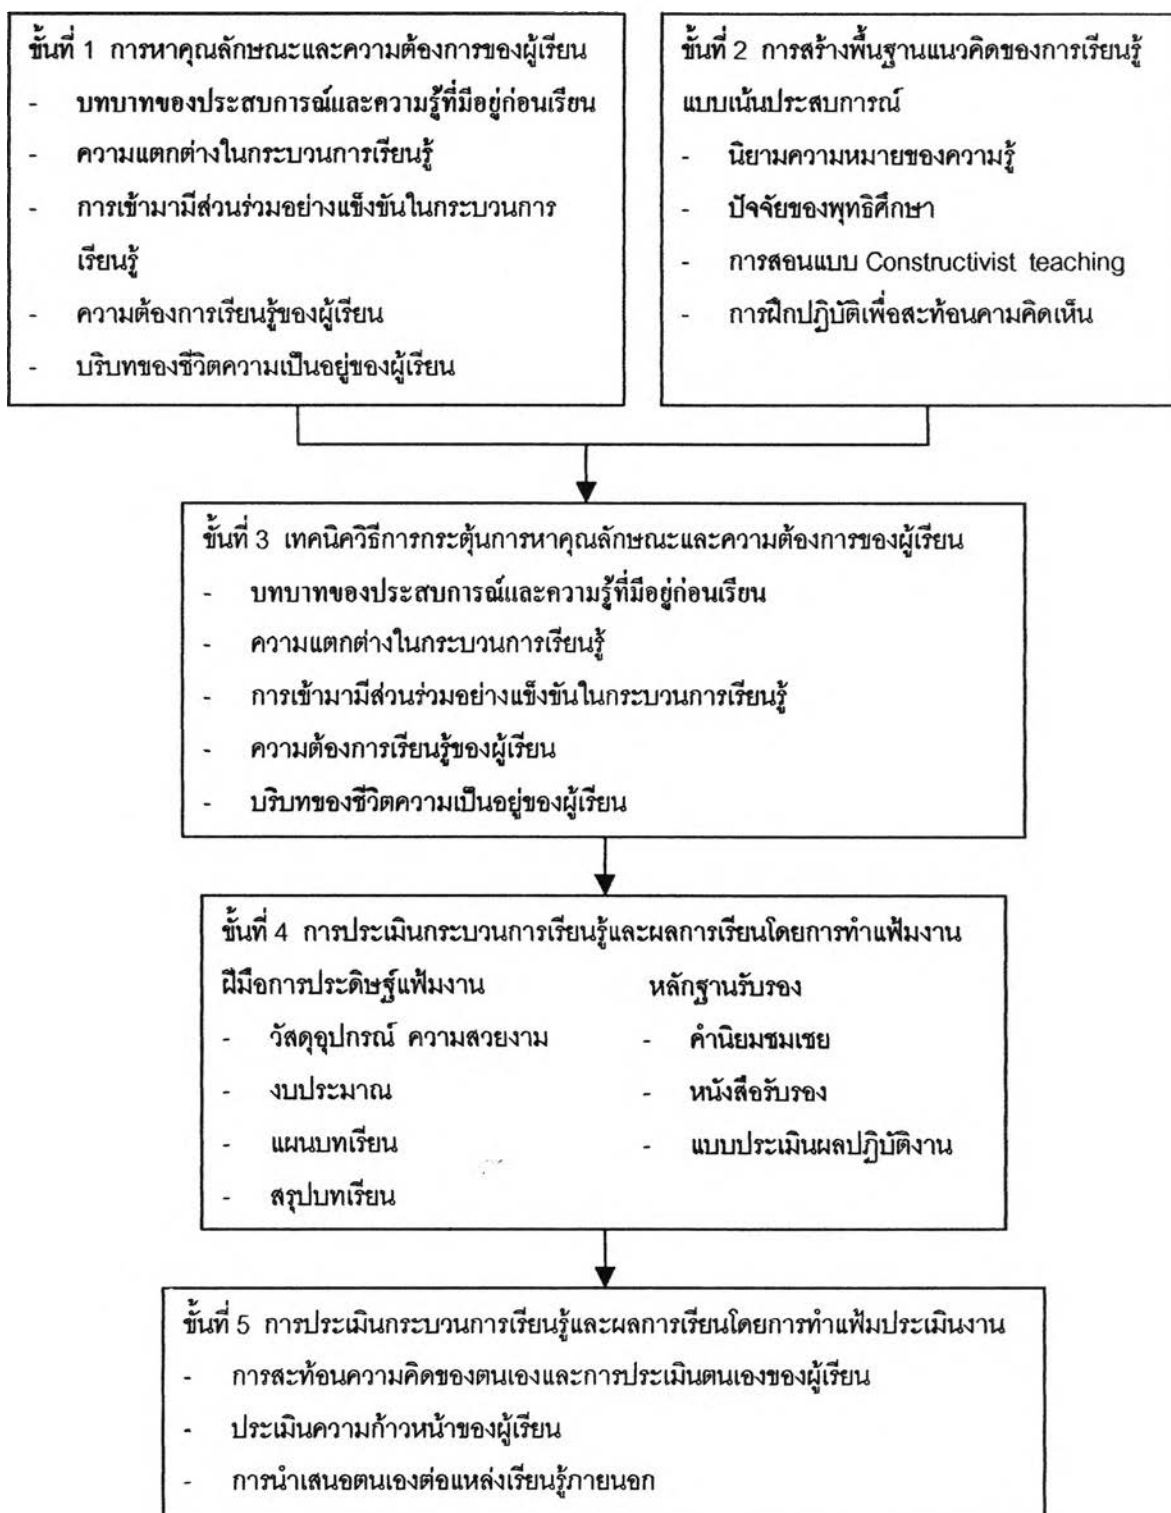 ขั้นที่ 1 การหาคุณลักษณะและความต้องการของผู้เรียน
- บทบาทของประสบการณ์และความรู้ที่มีอยู่ก่อนเรียน
- ความแตกต่างในกระบวนการเรียนรู้
- การเข้ามามีส่วนร่วมอย่างแข็งขันในกระบวนการ
เรียนรู้
- ความต้องการเรียนรู้ของผู้เรียน
- บริบทของชีวิตความเป็นอยู่ของผู้เรียน
ขั้นที่ 2 การสร้างพื้นฐานแนวคิดของการเรียนรู้
แบบเน้นประสบการณ์
- นิยามความหมายของความรู้
- ปัจจัยของพุทธิศึกษา
- การสอนแบบ Constructivist teaching
- การฝึกปฏิบัติเพื่อสะท้อนคามคิดเห็น
ขั้นที่ 3 เทคนิควิธีการกระตุ้นการหาคุณลักษณะและความต้องการของผู้เรียน
- บทบาทของประสบการณ์และความรู้ที่มีอยู่ก่อนเรียน
- ความแตกต่างในกระบวนการเรียนรู้
- การเข้ามามีส่วนร่วมอย่างแข็งขันในกระบวนการเรียนรู้
- ความต้องการเรียนรู้ของผู้เรียน
- บริบทของชีวิตความเป็นอยู่ของผู้เรียน
ขั้นที่ 4 การประเมินกระบวนการเรียนรู้และผลการเรียนโดยการทำแฟ้มงาน
ฝีมือการประดิษฐ์แฟ้มงาน
- วัสดุอุปกรณ์ ความสวยงาม
- งบประมาณ
- แผนบทเรียน
- สรุปบทเรียน
หลักฐานรับรอง
- คำนิยมชมเชย
- หนังสือรับรอง
- แบบประเมินผลปฏิบัติงาน
ขั้นที่ 5 การประเมินกระบวนการเรียนรู้และผลการเรียนโดยการทำแฟ้มประเมินงาน
- การสะท้อนความคิดของตนเองและการประเมินตนเองของผู้เรียน
- ประเมินความก้าวหน้าของผู้เรียน
- การนำเสนอตนเองต่อแหล่งเรียนรู้ภายนอก